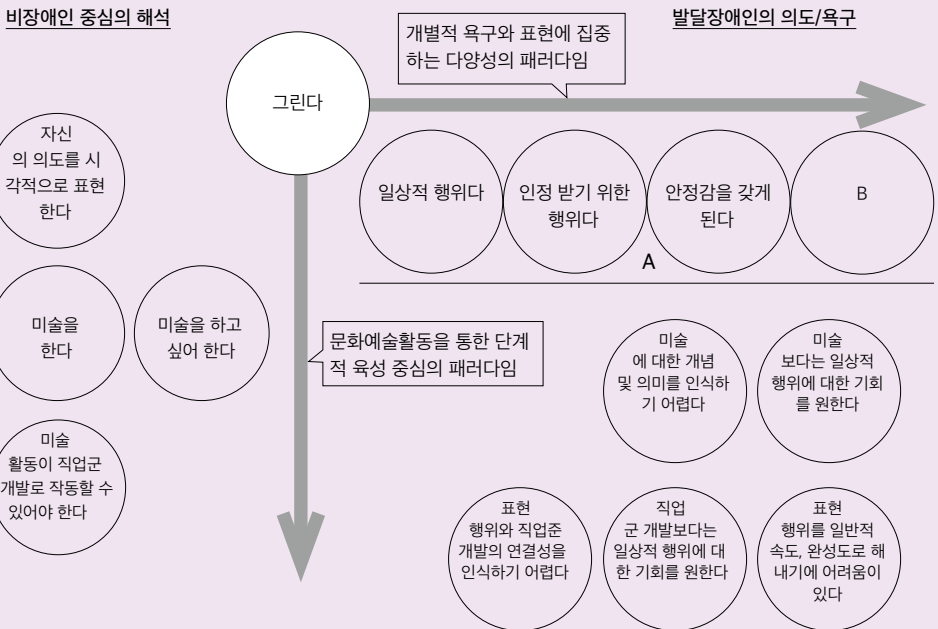 비장애인 중심의 해석
발달장애인의 의도/욕구
개별적 욕구와 표현에 집중
하는 다양성의 패러다임
그린다
자신
의 의도를 시
각적으로 표현
한다
일상적 행위다
인정 받기 위한
행위다
안정감을 갖게
된다
B
A
미술을
한다
미술을 하고
싶어 한다
문화예술활동을 통한 단계
적 육성 중심의 패러다임
미술
에 대한 개념
및 의미를 인식하
기 어렵다
미술
보다는 일상적
행위에 대한 기회
를 원한다
미술
활동이 직업군
개발로 작동할 수
있어야 한다
표현
행위와 직업준
개발의 연결성을
인식하기 어렵다
직업
군 개발보다는
일상적 행위에 대
한 기회를 원한다
표현
행위를 일반적
속도, 완성도로 해
내기에 어려움이
있다